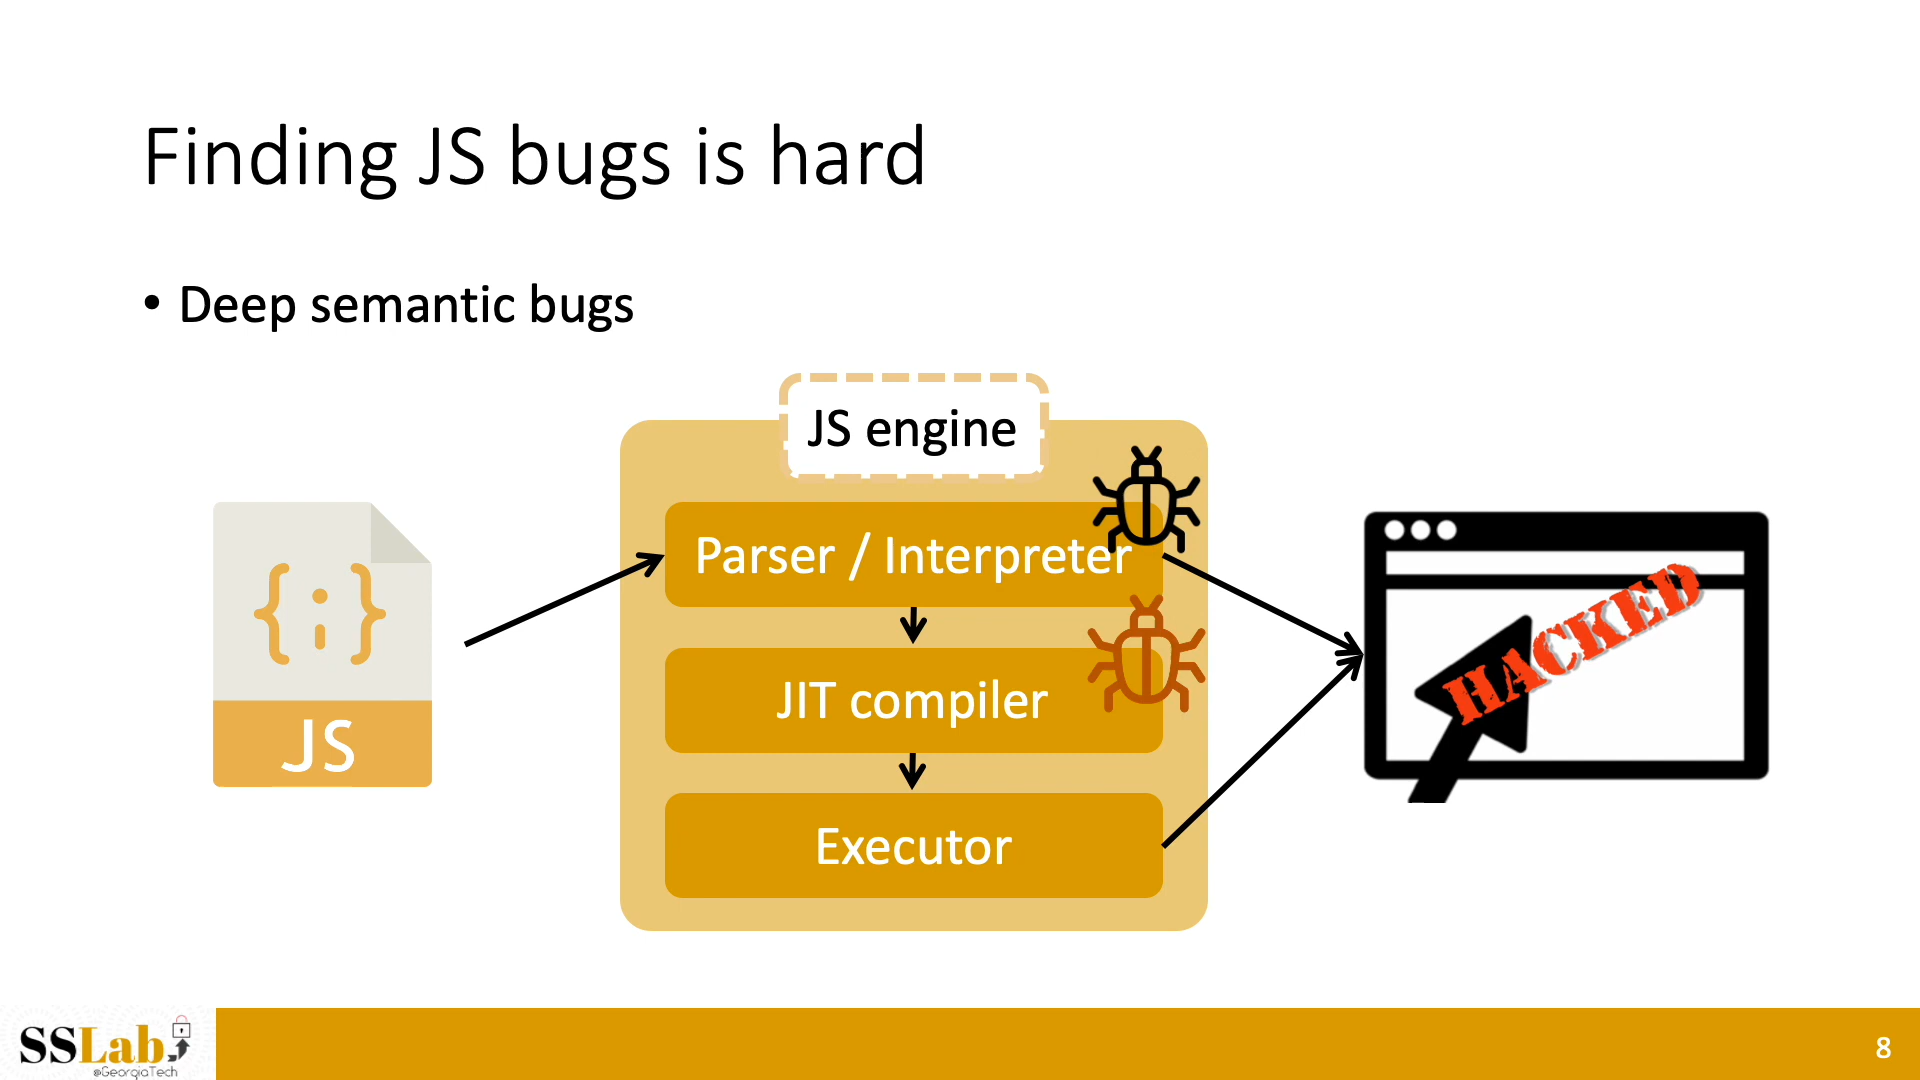 Finding JS bugs is hard
• Deep semantic bugs
JS engine
Parser / Interpreter
JIT compiler
Executor
{;}
JS
HACKED
SSLab
@GeorgiaTech
8